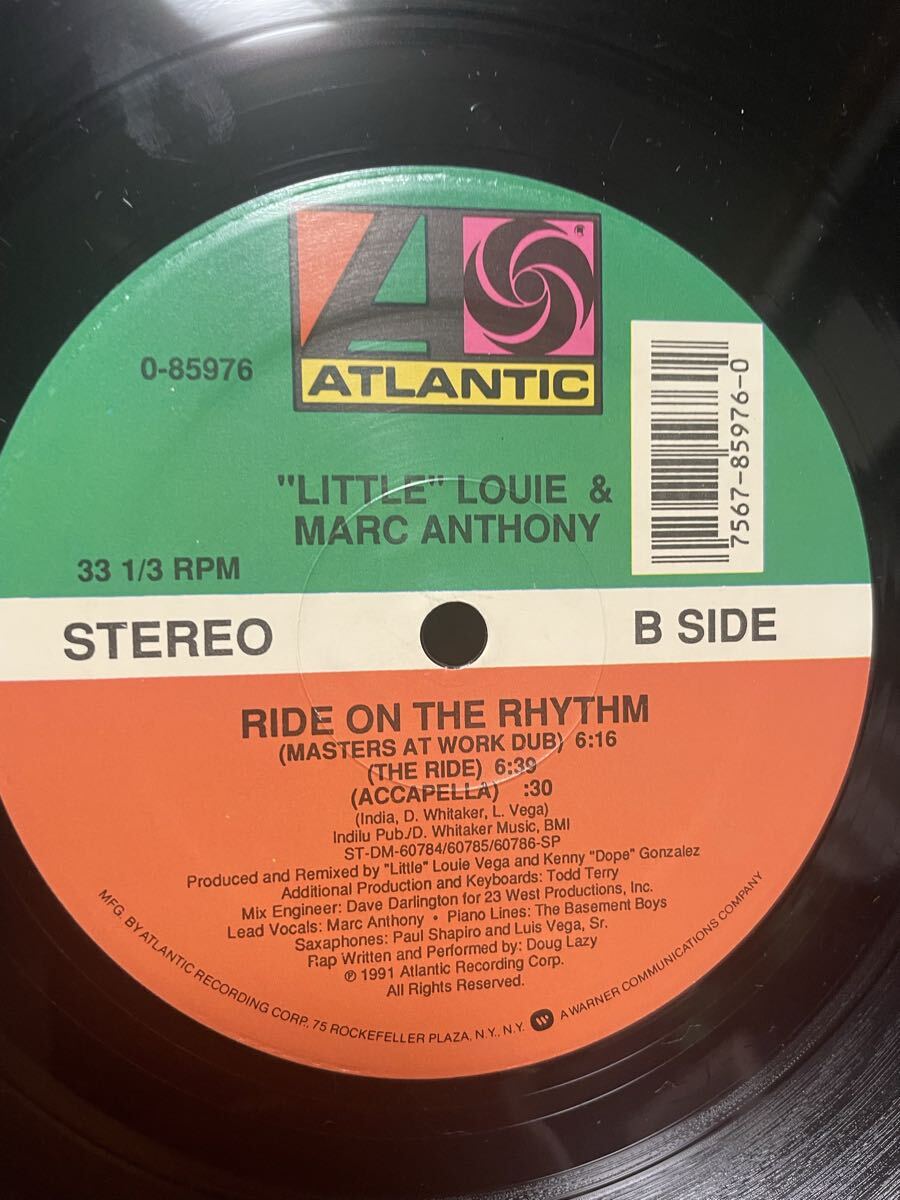 ®
ATLANTIC
0-85976
7567-85976-0
"LITTLE" LOUIE &
MARC ANTHONY
33 1/3 RPM
STEREO
B SIDE
RIDE ON THE RHYTHM
(MASTERS AT WORK DUB) 6:16
(THE RIDE) 6:39
(ACCAPELLA) :30
(India, D. Whitaker, L. Vega)
Indilu Pub./D. Whitaker Music, BMI
ST-DM-60784/60785/60786-SP
Produced and Remixed by "Little" Louie Vega and Kenny "Dope" Gonzalez
Additional Production and Keyboards: Todd Terry
Mix Engineer: Dave Darlington for 23 West Productions, Inc.
Lead Vocals: Marc Anthony • Piano Lines: The Basement Boys
Saxaphones: Paul Shapiro and Luis Vega, Sr.
Rap Written and Performed by: Doug Lazy
℗ 1991 Atlantic Recording Corp.
All Rights Reserved.
MFG. BY ATLANTIC RECORDING CORP., 75 ROCKEFELLER PLAZA, N.Y., N.Y. A WARNER COMMUNICATIONS COMPANY